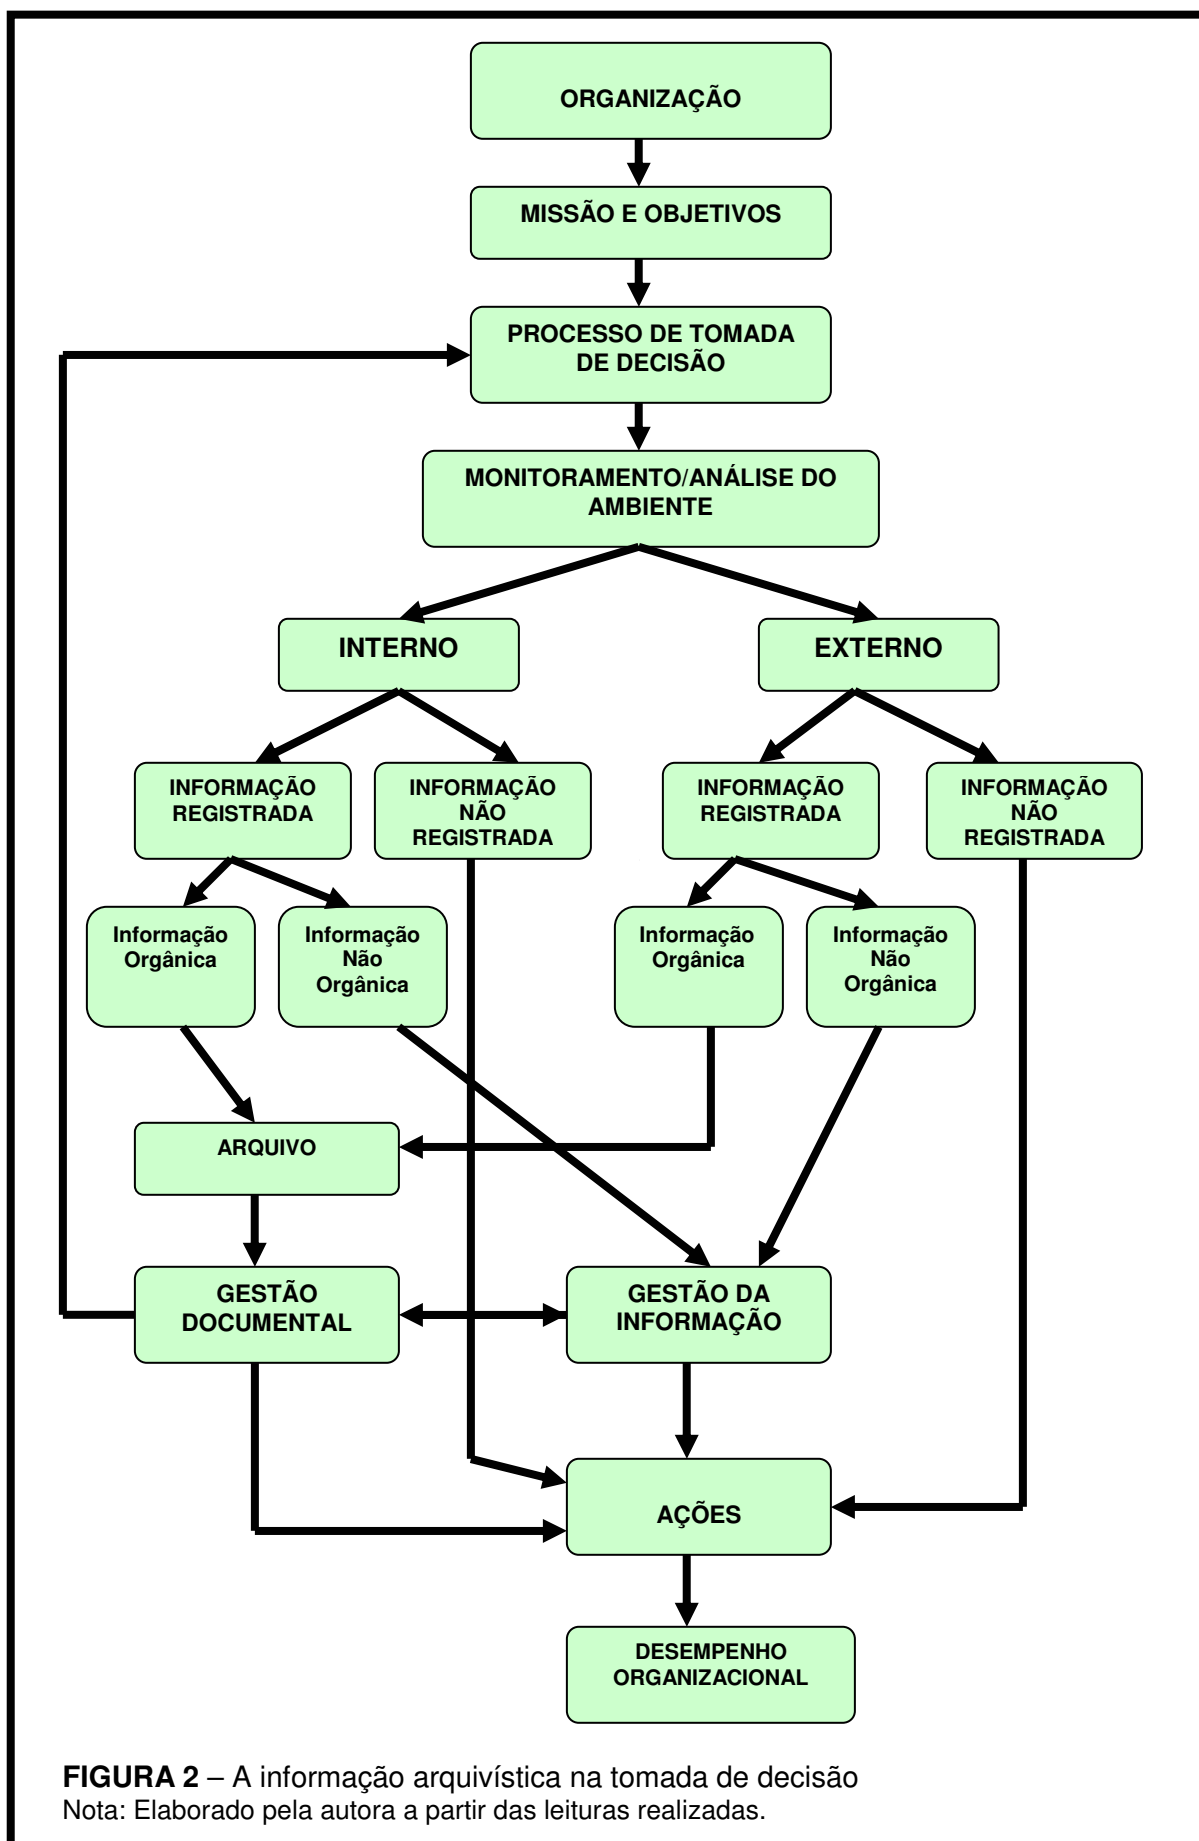 ORGANIZAÇÃO
MISSÃO E OBJETIVOS
PROCESSO DE TOMADA
DE DECISÃO
MONITORAMENTO/ANÁLISE DO
AMBIENTE
INTERNO
EXTERNO
INFORMAÇÃO
REGISTRADA
INFORMAÇÃO
NÃO
REGISTRADA
INFORMAÇÃO
REGISTRADA
INFORMAÇÃO
NÃO
REGISTRADA
Informação
Orgânica
Informação
Não
Orgânica
Informação
Orgânica
Informação
Não
Orgânica
ARQUIVO
GESTÃO
DOCUMENTAL
GESTÃO DA
INFORMAÇÃO
AÇÕES
DESEMPENHO
ORGANIZACIONAL
FIGURA 2 – A informação arquivística na tomada de decisão
Nota: Elaborado pela autora a partir das leituras realizadas.